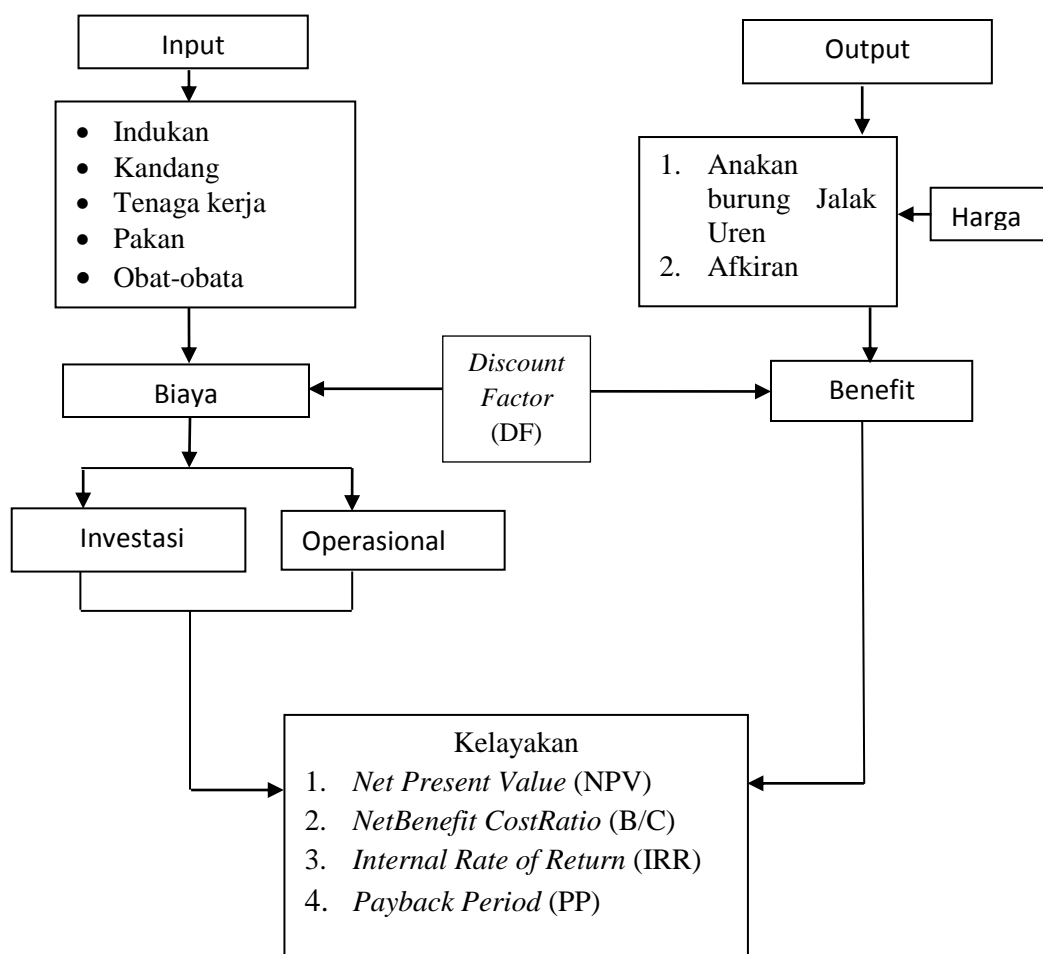 Input
• Indukan
• Kandang
• Tenaga kerja
• Pakan
• Obat-obata
Output
1. Anakan
burung Jalak
Uren
2. Afkiran
Harga
Biaya
Discount
Factor
(DF)
Benefit
Investasi
Operasional
Kelayakan
1. Net Present Value (NPV)
2. NetBenefit CostRatio (B/C)
3. Internal Rate of Return (IRR)
4. Payback Period (PP)